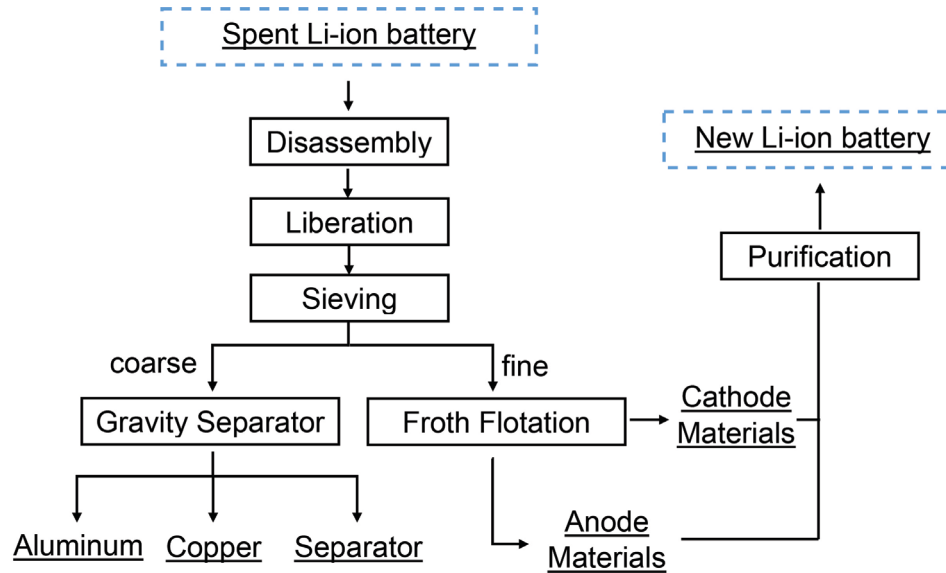 Spent Li-ion battery
Disassembly
New Li-ion battery
Liberation
Purification
Sieving
coarse
fine
Gravity Separator
Froth Flotation
Cathode
Materials
Aluminum
Copper
Separator
Anode
Materials